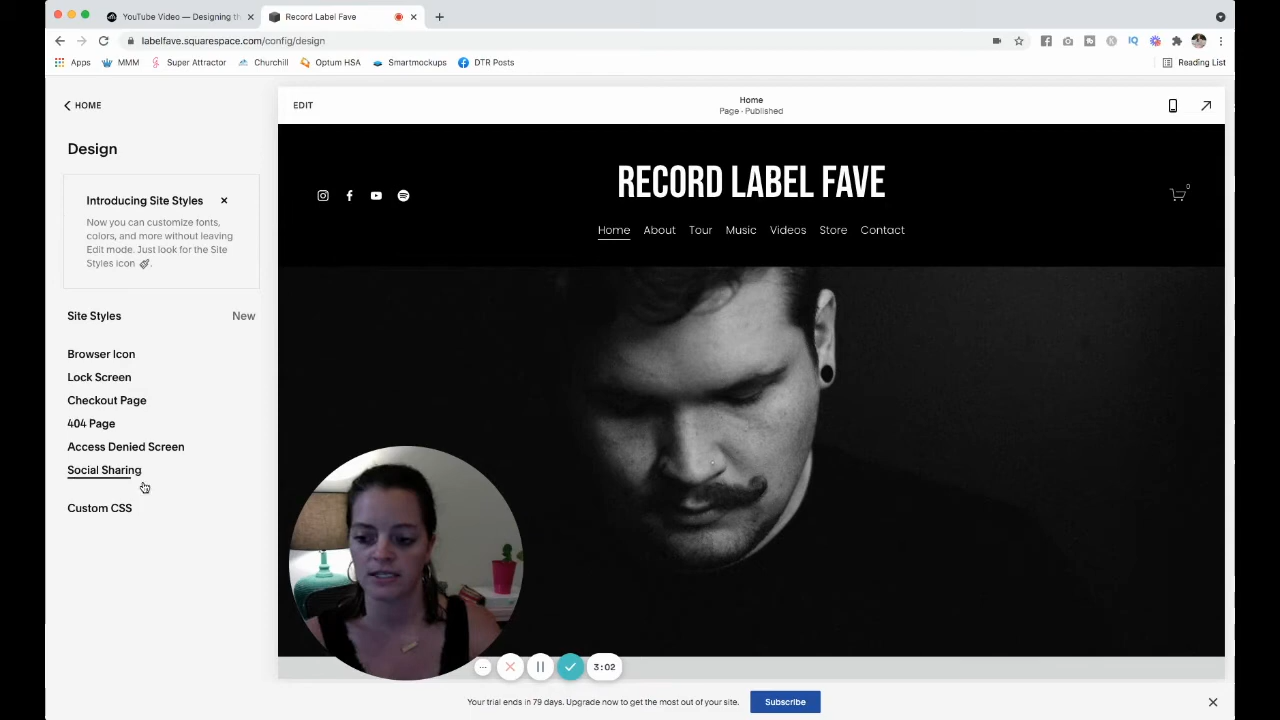 YouTube Video — Designing th
Record Label Fave
labelfave.squarespace.com/config/design
Apps
MMM
Super Attractor
Churchill
Optum HSA
Smartmockups
DTR Posts
Reading List
HOME
Design
Introducing Site Styles
Now you can customize fonts,
colors, and more without leaving
Edit mode. Just look for the Site
Styles icon
Site Styles New
Browser Icon
Lock Screen
Checkout Page
404 Page
Access Denied Screen
Social Sharing
Custom CSS
EDIT
Home
Page · Published
RECORD LABEL FAVE
0
Home About Tour Music Videos Store Contact
3:02
Your trial ends in 79 days. Upgrade now to get the most out of your site.
Subscribe